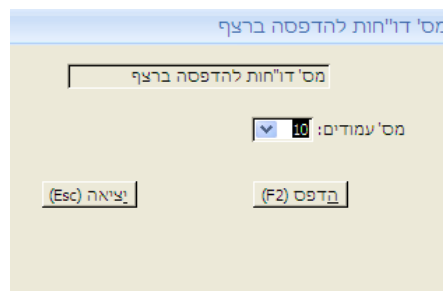 מס' דו"חות להדפסה ברצף
מס' דו"חות להדפסה ברצף
מס' עמודים: 10
הדפס (F2)
יציאה (Esc)